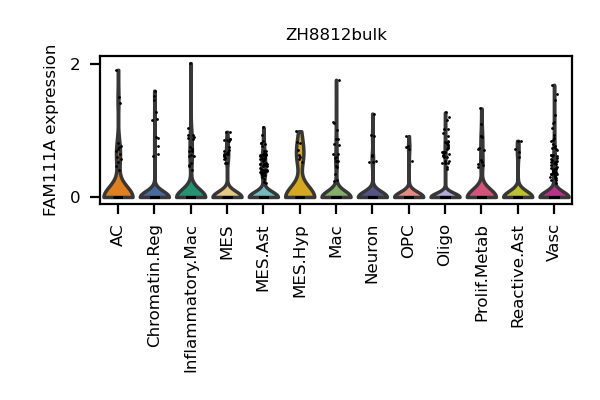 ZH8812bulk
FAM111A expression
2
0
AC
Chromatin.Reg
Inflammatory.Mac
MES
MES.Ast
MES.Hyp
Mac
Neuron
OPC
Oligo
Prolif.Metab
Reactive.Ast
Vasc